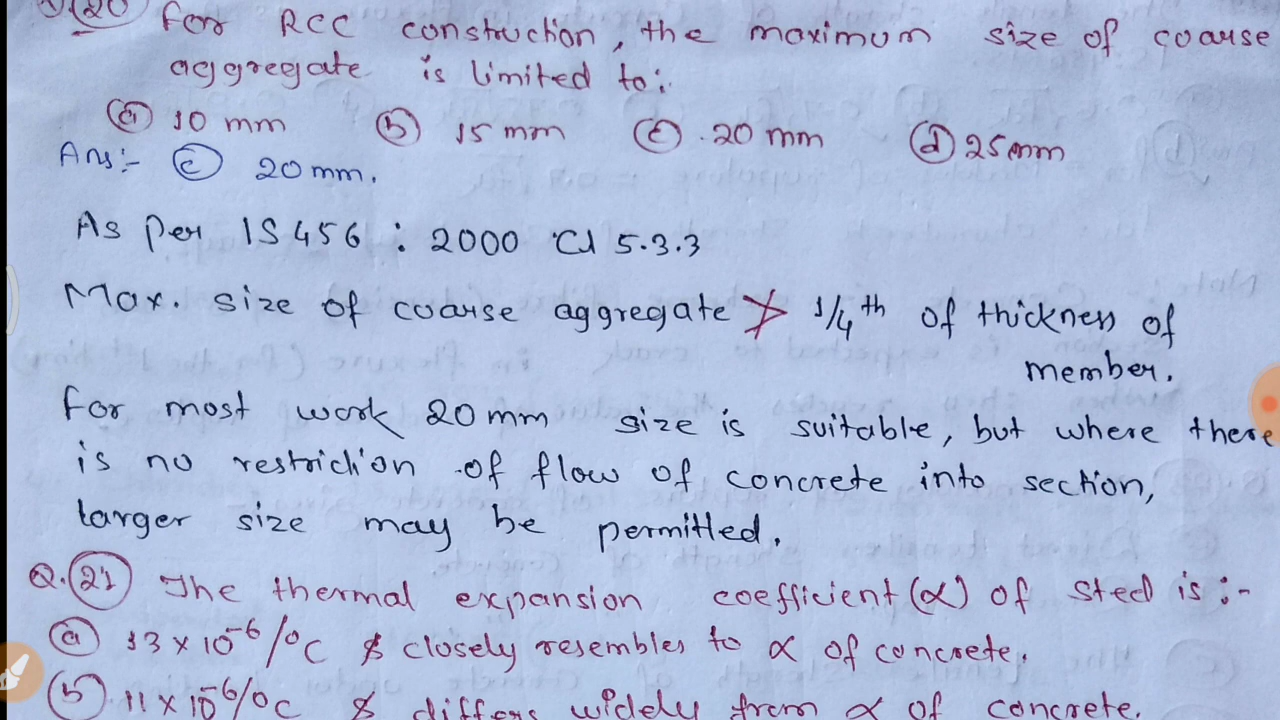 Q.(20) For RCC construction, the maximum size of coarse
aggregate is limited to:
(a) 10 mm (b) 15 mm (c) 20 mm (d) 25mm
Ans:- (c) 20 mm.
As Per IS 456 : 2000 Cl 5.3.3
Max. size of coarse aggregate ≯ 1/4th of thickness of
member.
For most work 20 mm size is suitable, but where there
is no restriction of flow of concrete into section,
larger size may be permitted.
Q.(21) The thermal expansion coefficient (α) of steel is :-
(a) 13 × 10⁻⁶/°C & closely resembles to α of concrete.
(b) 11 × 10⁻⁶/°C & differs widely from α of concrete.